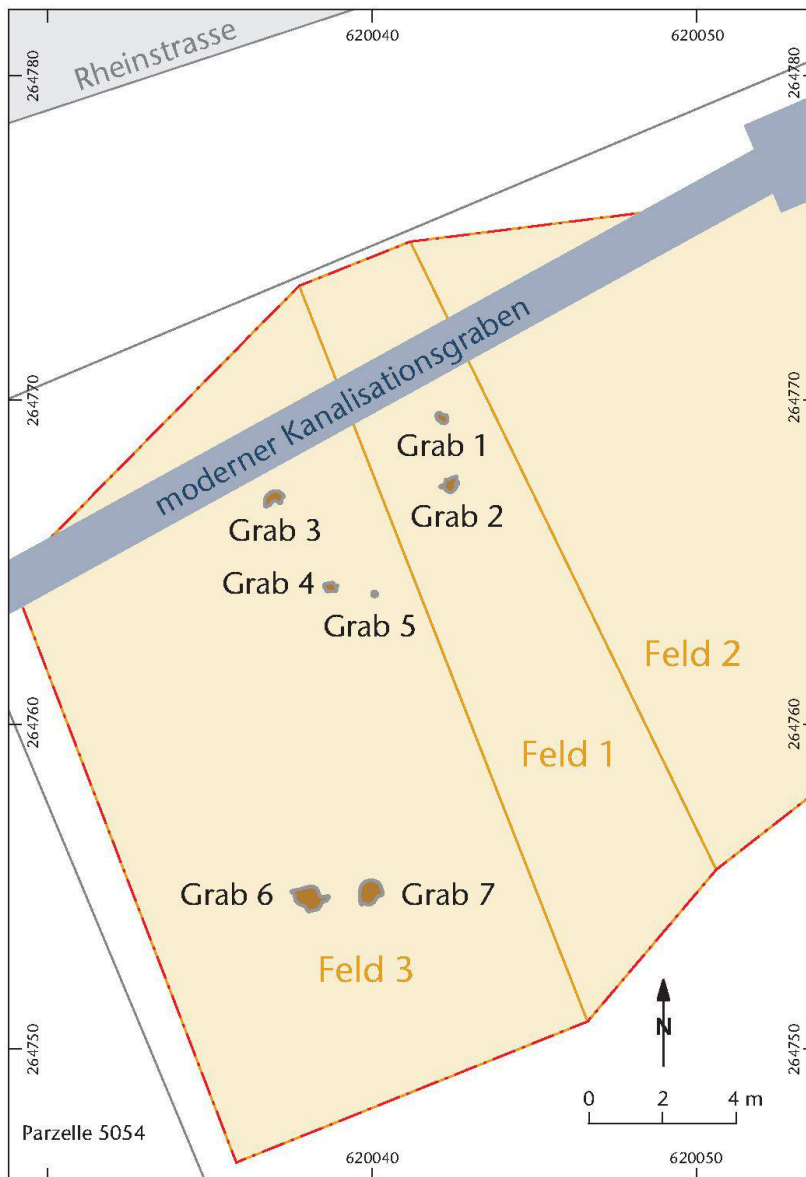 620040
620050
264780
264780
Rheinstrasse
moderner Kanalisationsgraben
264770
264770
Grab 1
Grab 2
Grab 3
Grab 4
Grab 5
Feld 2
264760
264760
Feld 1
Grab 6
Grab 7
Feld 3
N
264750
264750
0 2 4 m
Parzelle 5054
620040
620050